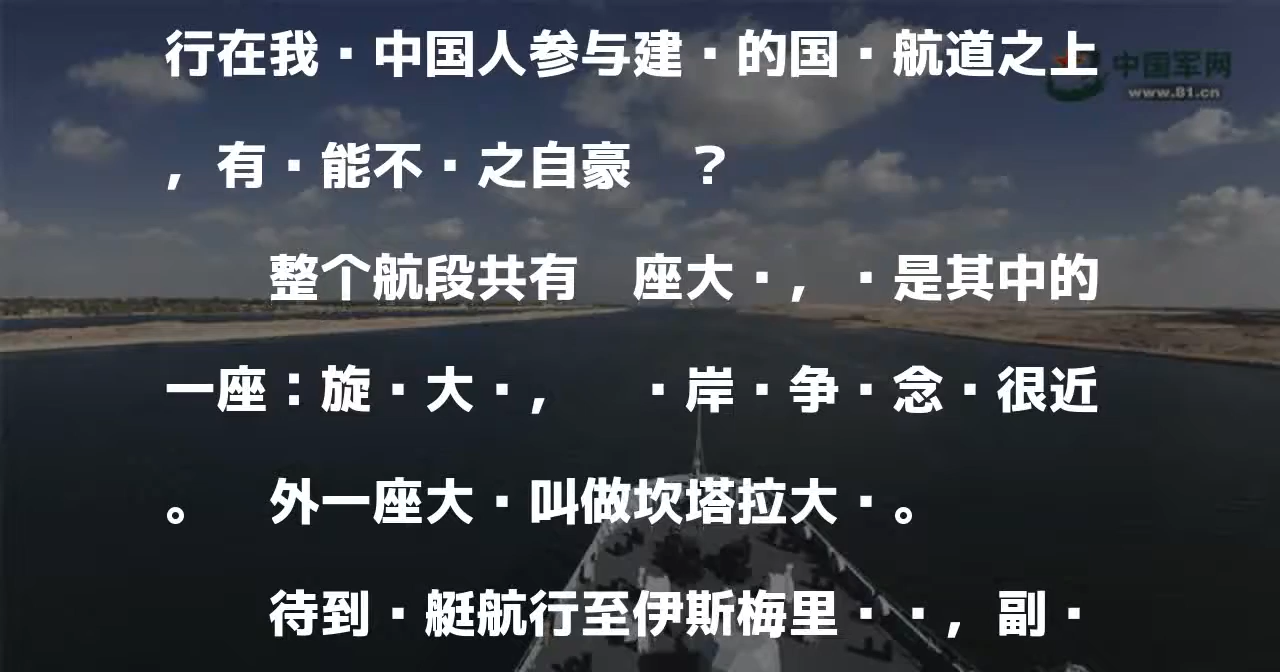 行在我·中国人参与建·的国·航道之上
，有·能不·之自豪 ？
整个航段共有 座大·，·是其中的
一座：旋·大·， ·岸·争·念·很近
。 外一座大·叫做坎塔拉大·。
待到·艇航行至伊斯梅里··，副·
中国军网
www.81.cn